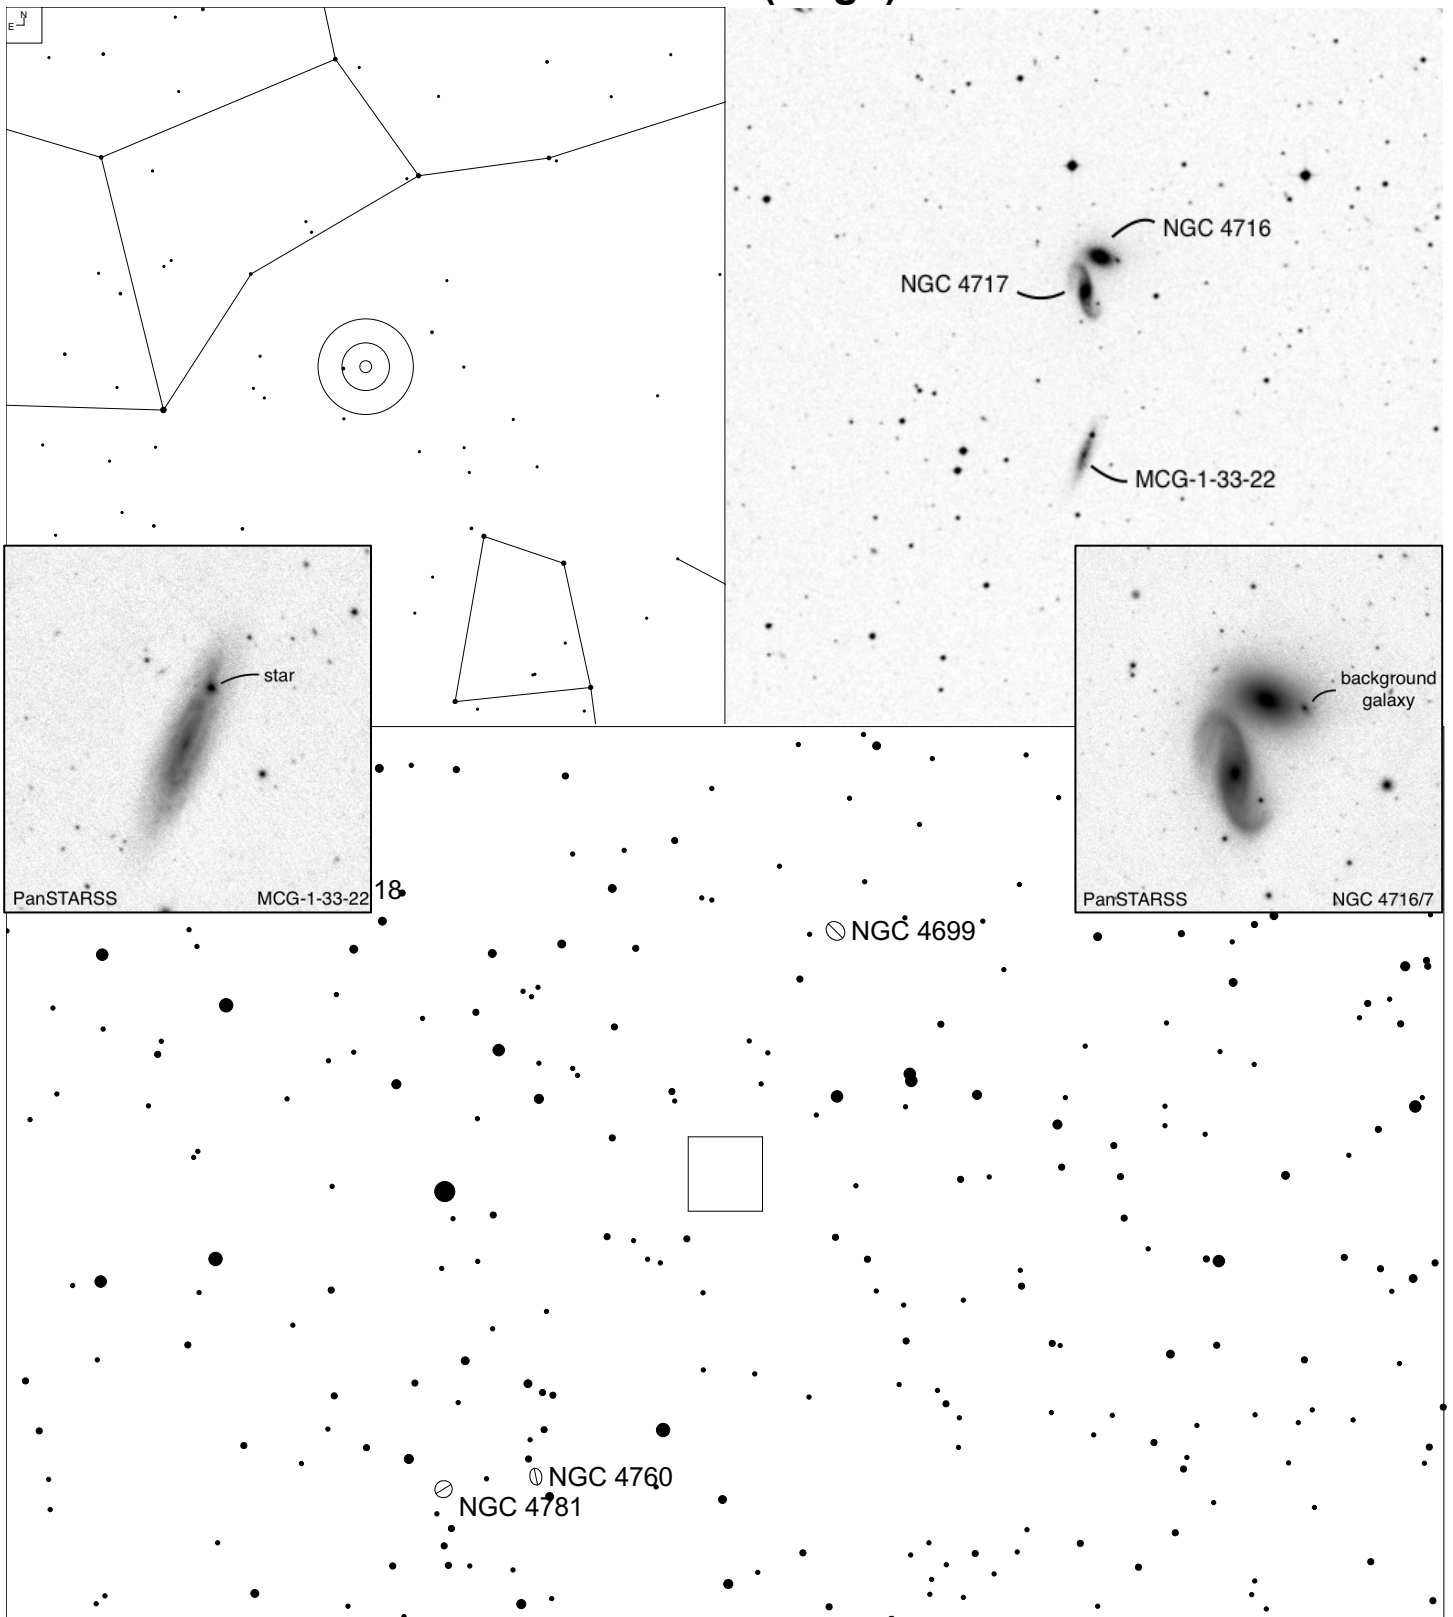 N
E
NGC 4716
NGC 4717
MCG-1-33-22
star
PanSTARSS
MCG-1-33-22
background
galaxy
PanSTARSS
NGC 4716/7
18
NGC 4699
NGC 4760
NGC 4781